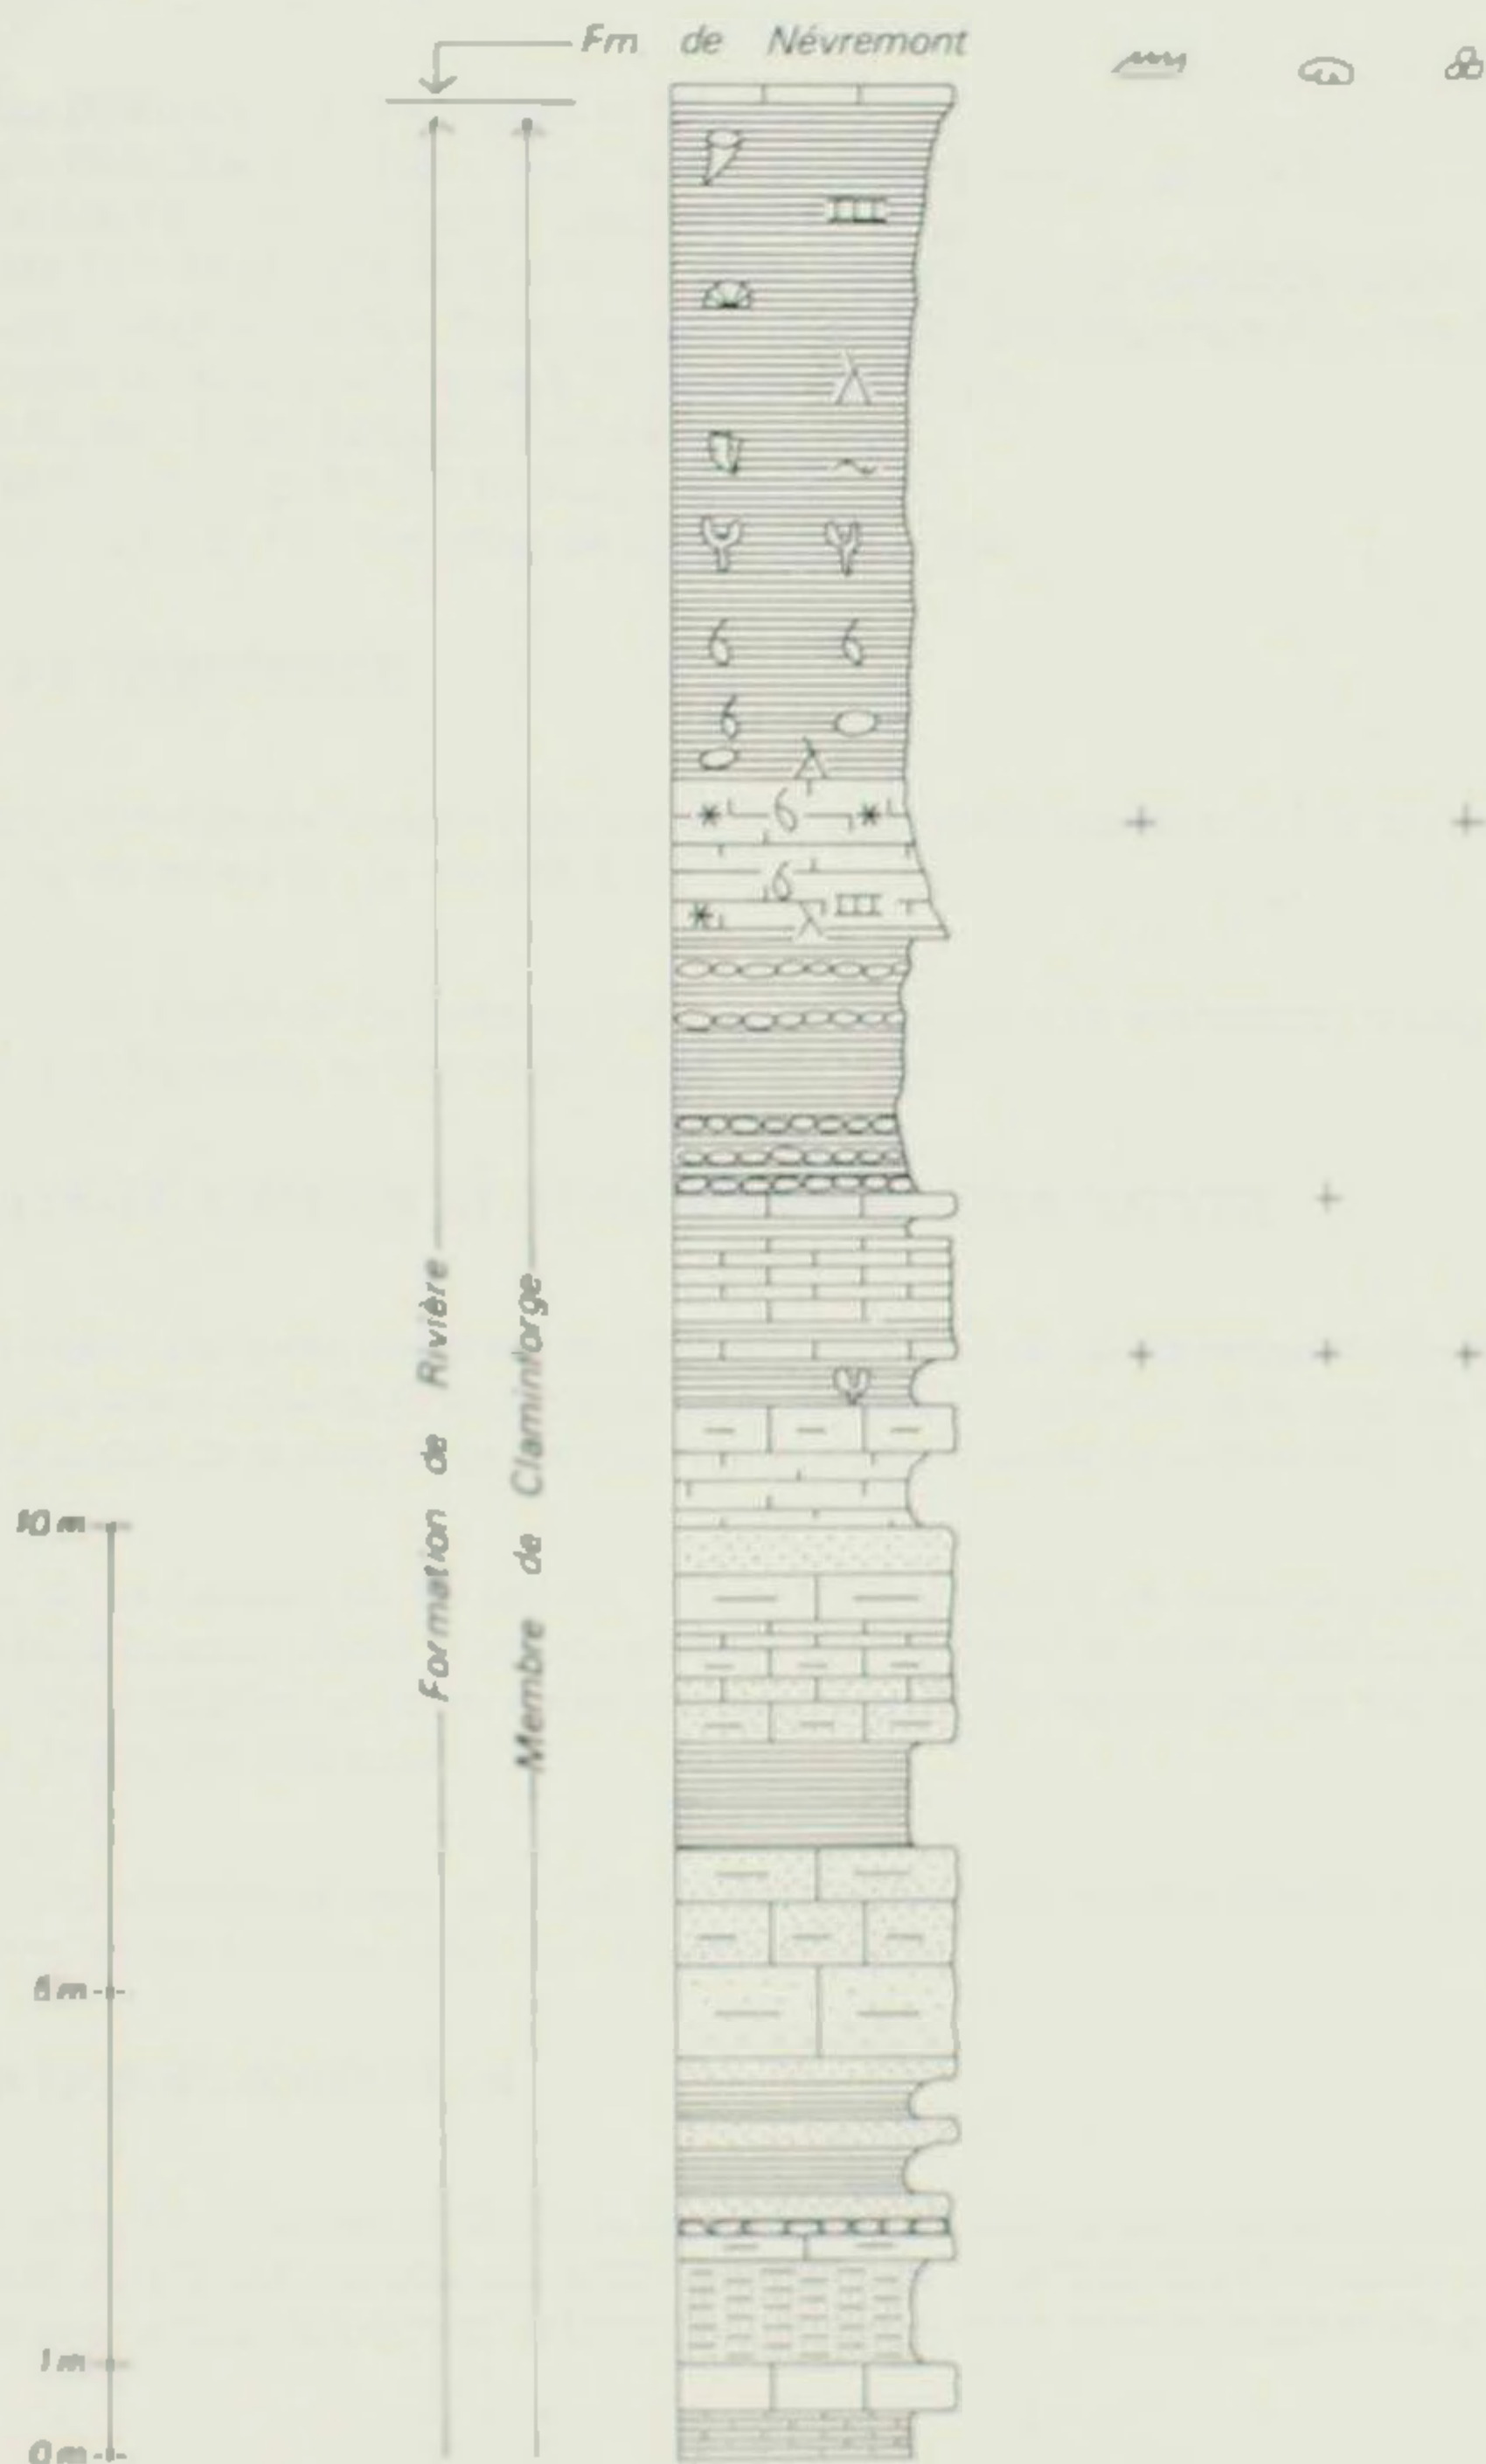 Fm de Névremont
Formation de Rivière
Membre de Claminforge
10 m
5 m
1 m
0 m